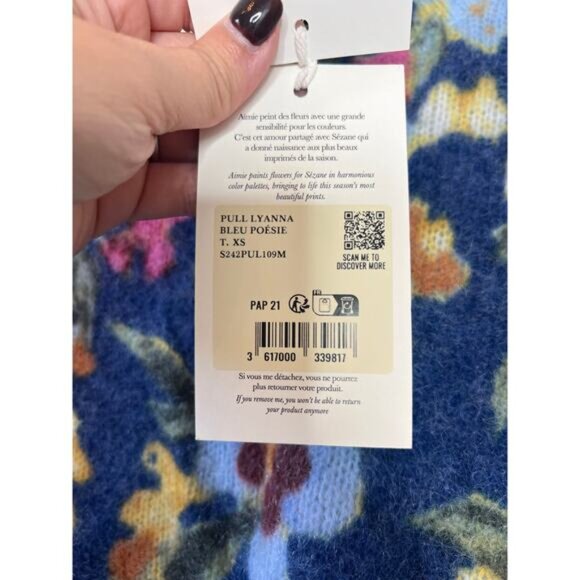 Aimie peint des fleurs avec une grande
sensibilité pour les couleurs.
C'est cet amour partagé avec Sézane qui
a donné naissance aux plus beaux
imprimés de la saison.
Aimie paints flowers for Sézane in harmonious
color palettes, bringing to life this season's most
beautiful prints.
PULL LYANNA
BLEU POÉSIE
T. XS
S242PUL109M
SCAN ME TO
DISCOVER MORE
PAP 21
FR
3 617000 339817
Si vous me détachez, vous ne pourrez
plus retourner votre produit.
If you remove me, you won't be able to return
your product anymore